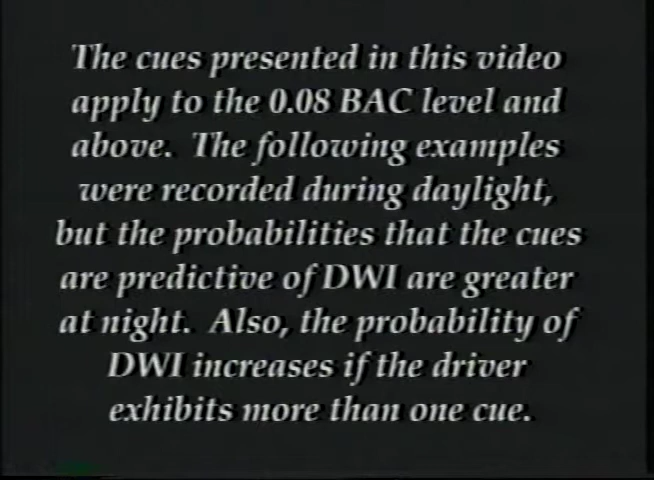 The cues presented in this video
apply to the 0.08 BAC level and
above.  The following examples
were recorded during daylight,
but the probabilities that the cues
are predictive of DWI are greater
at night.  Also, the probability of
DWI increases if the driver
exhibits more than one cue.